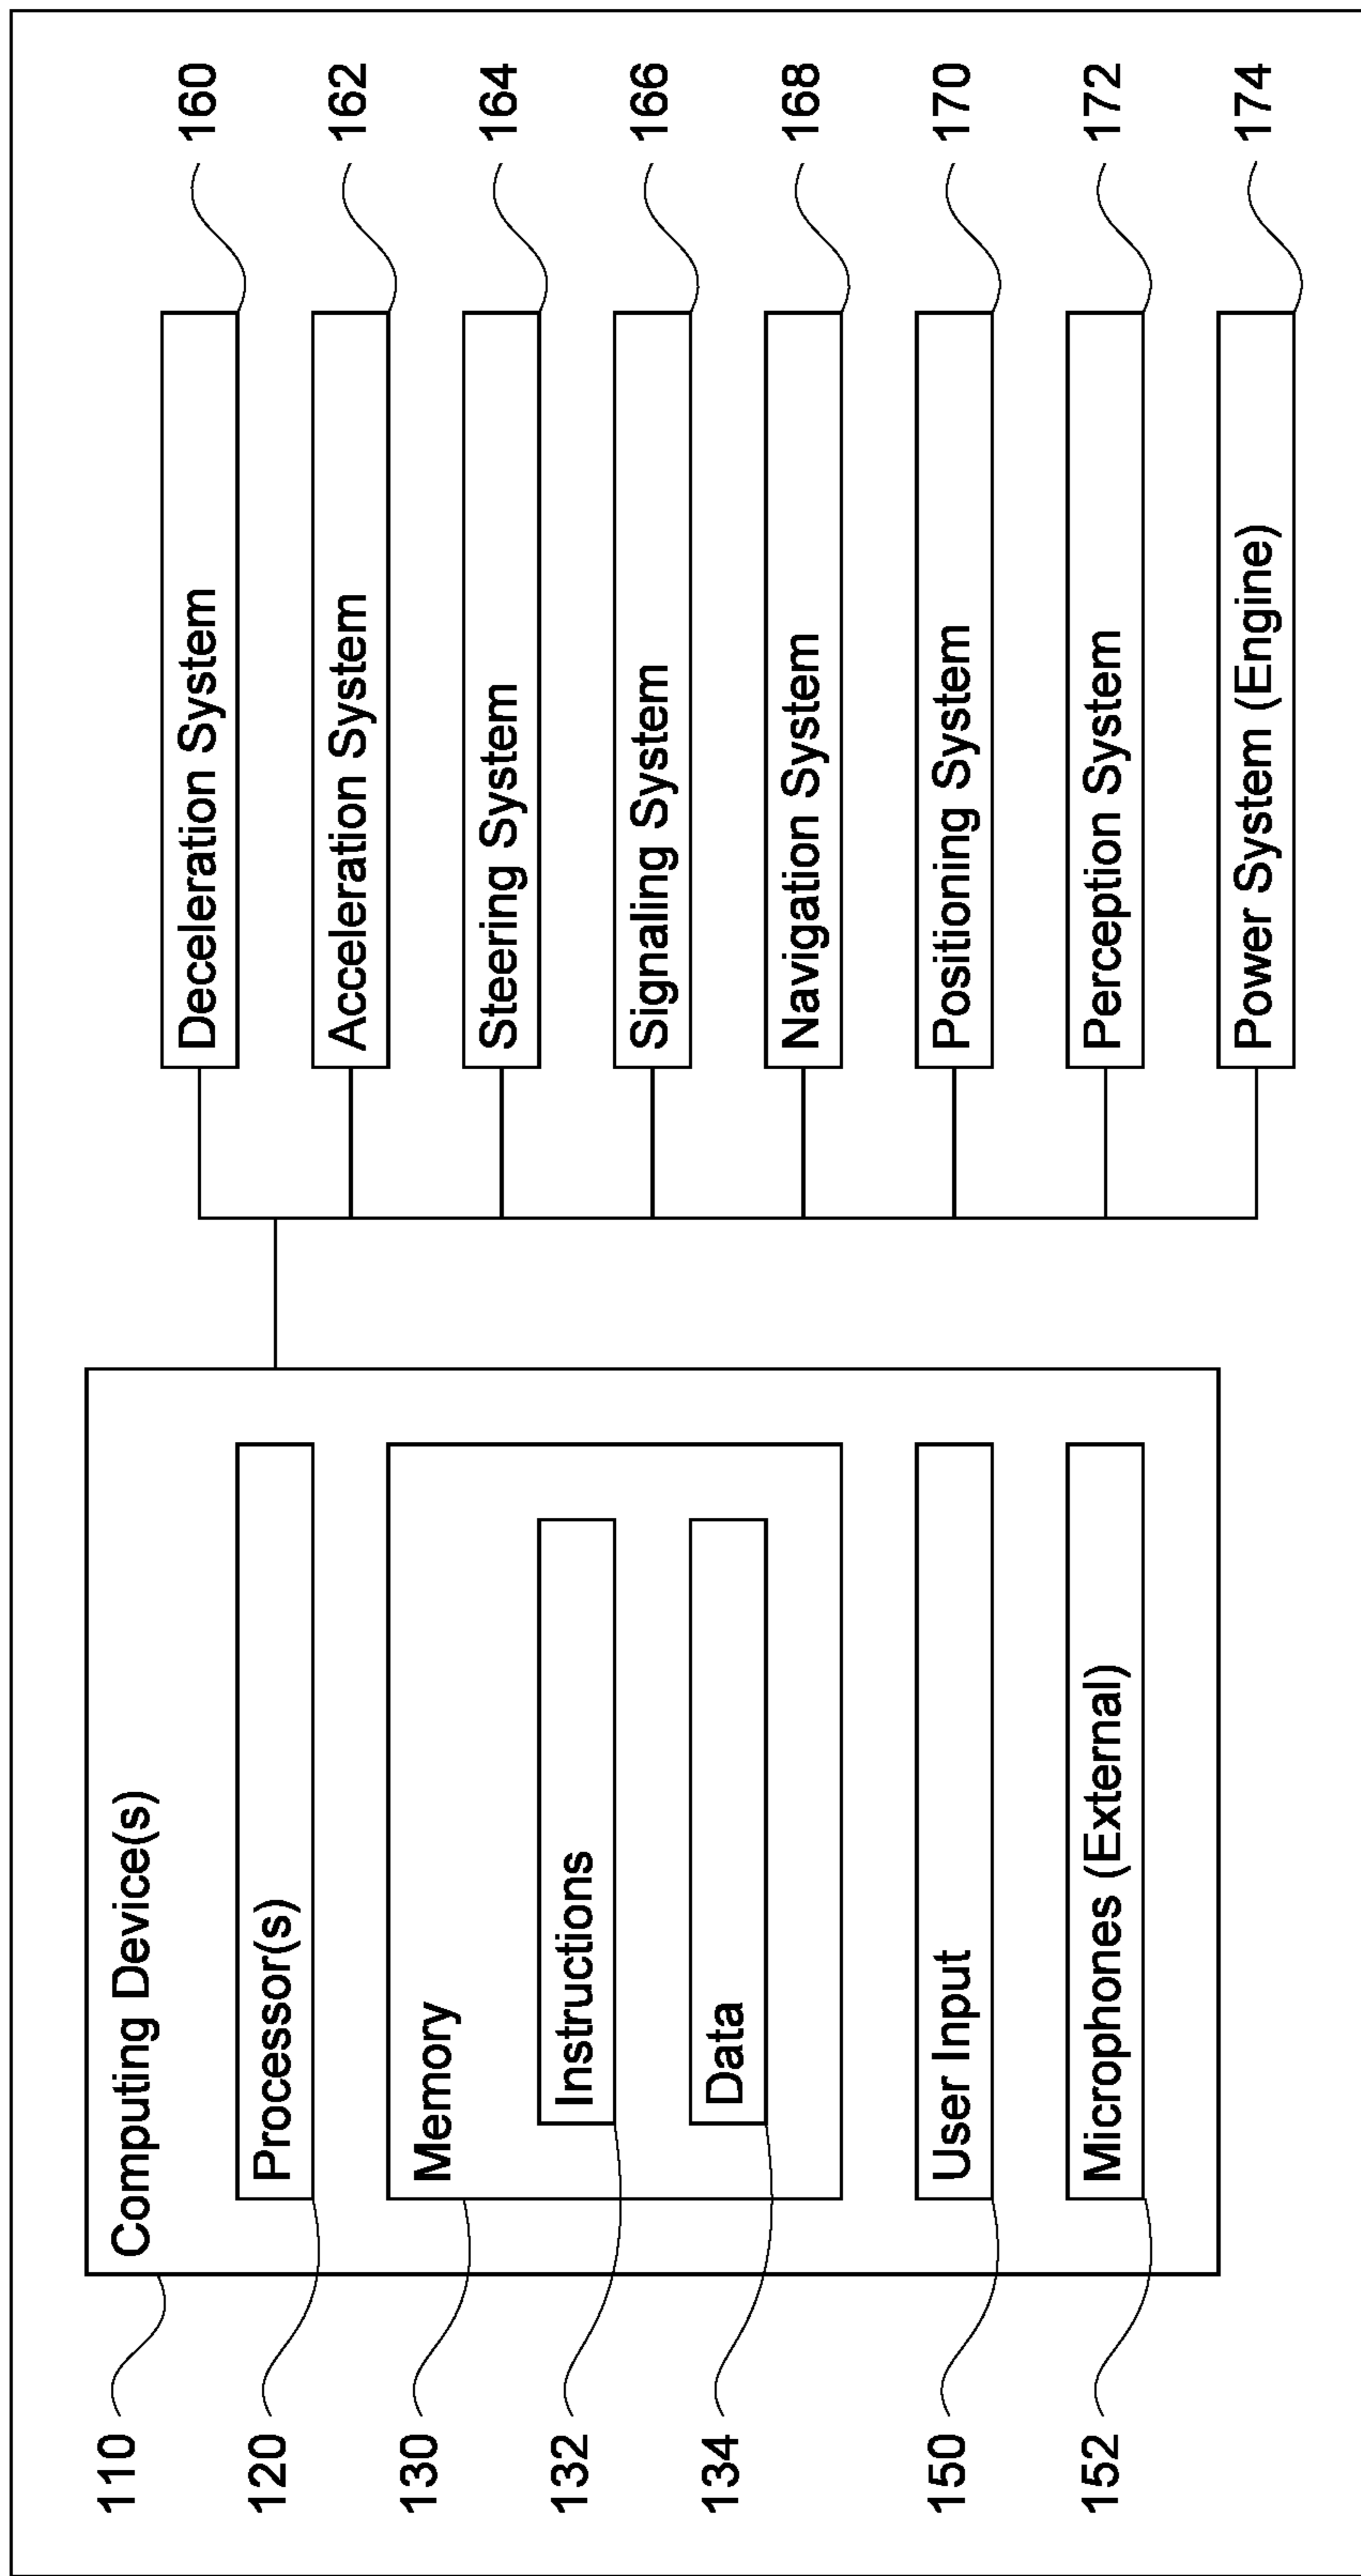 110
Computing Device(s)
120
Processor(s)
130
Memory
132
Instructions
134
Data
150
User Input
152
Microphones (External)
Deceleration System
160
Acceleration System
162
Steering System
164
Signaling System
166
Navigation System
168
Positioning System
170
Perception System
172
Power System (Engine)
174